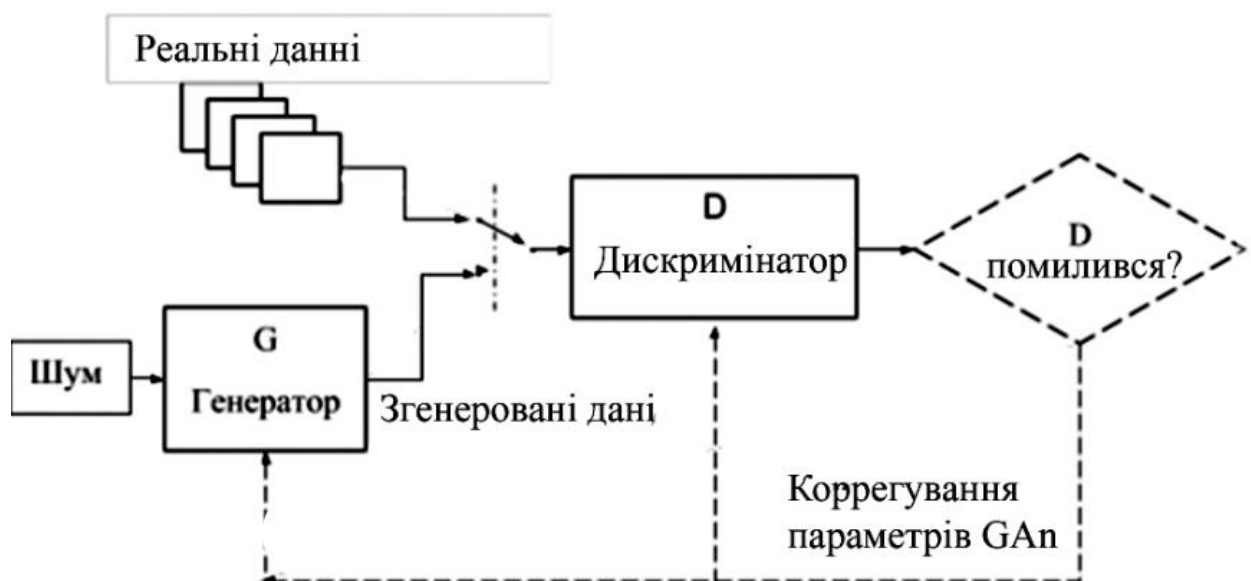 Реальні данні
D
Дискримінатор
D
помилився?
G
Генератор
Шум
Згенеровані дані
Коррегування
параметрів GAn